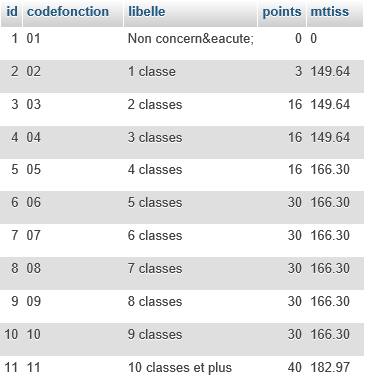 id codefonction libelle points mttiss
1 01 Non concern&eacute; 0 0
2 02 1 classe 3 149.64
3 03 2 classes 16 149.64
4 04 3 classes 16 149.64
5 05 4 classes 16 166.30
6 06 5 classes 30 166.30
7 07 6 classes 30 166.30
8 08 7 classes 30 166.30
9 09 8 classes 30 166.30
10 10 9 classes 30 166.30
11 11 10 classes et plus 40 182.97